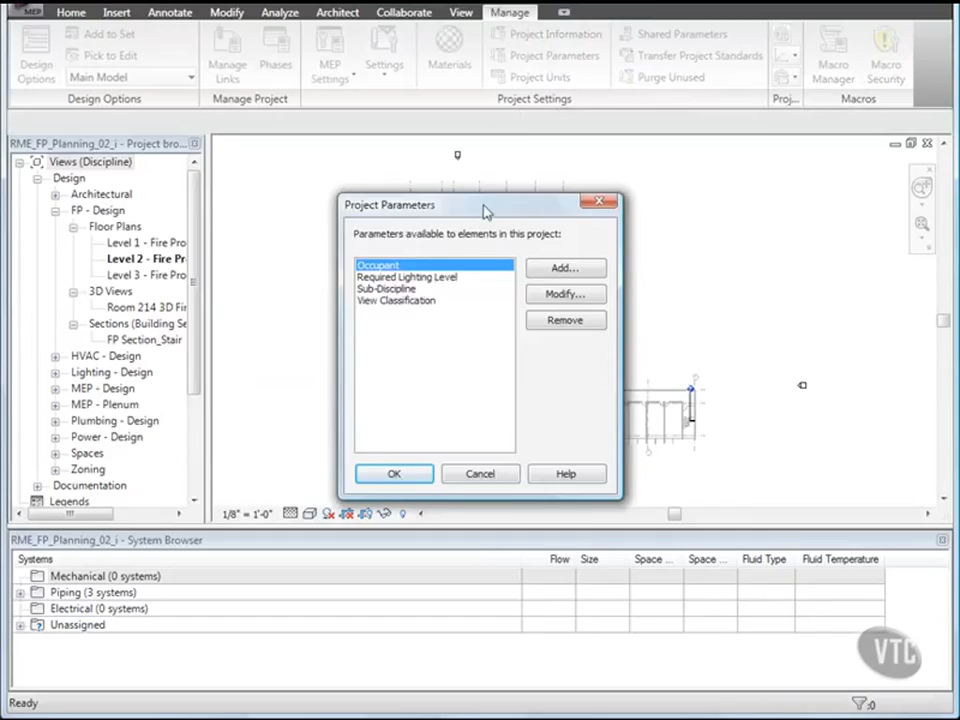 MEP
Home Insert Annotate Modify Analyze Architect Collaborate View Manage
Design Options
Add to Set
Pick to Edit
Main Model
Manage Links
Phases
MEP Settings
Settings
Materials
Project Information
Project Parameters
Project Units
Shared Parameters
Transfer Project Standards
Purge Unused
Macro Manager
Macro Security
Design Options
Manage Project
Project Settings
Proj...
Macros
RME_FP_Planning_02_i - Project bro...
Views (Discipline)
Design
Architectural
FP - Design
Floor Plans
Level 1 - Fire Pro
Level 2 - Fire Pr
Level 3 - Fire Pro
3D Views
Room 214 3D Fi
Sections (Building Se
FP Section_Stair
HVAC - Design
Lighting - Design
MEP - Design
MEP - Plenum
Plumbing - Design
Power - Design
Spaces
Zoning
Documentation
Legends
Project Parameters
Parameters available to elements in this project:
Occupant
Required Lighting Level
Sub-Discipline
View Classification
Add...
Modify...
Remove
OK
Cancel
Help
1/8" = 1'-0"
RME_FP_Planning_02_i - System Browser
Systems Flow Size Space ... Space ... Fluid Type Fluid Temperature
Mechanical (0 systems)
Piping (3 systems)
Electrical (0 systems)
Unassigned
VTC
Ready
:0